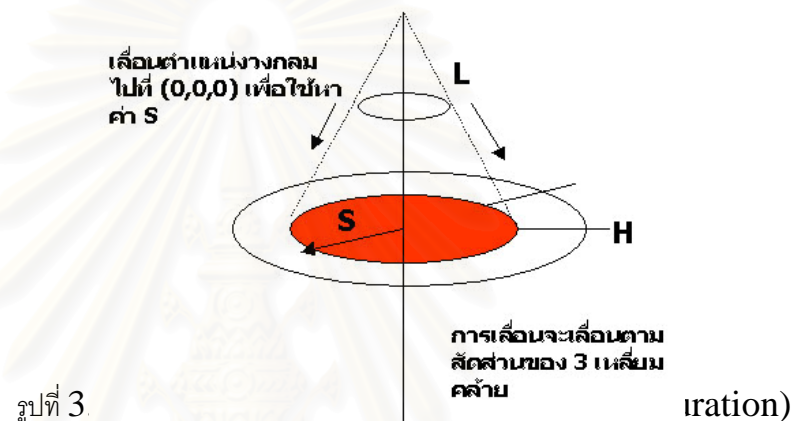 เลื่อนตำแหน่งวงกลม
ไปที่ (0,0,0) เพื่อใช้หา
ค่า S
L
S
H
การเลื่อนจะเลื่อนตาม
สัดส่วนของ 3 เหลี่ยม
คล้าย
รูปที่ 3. uration)